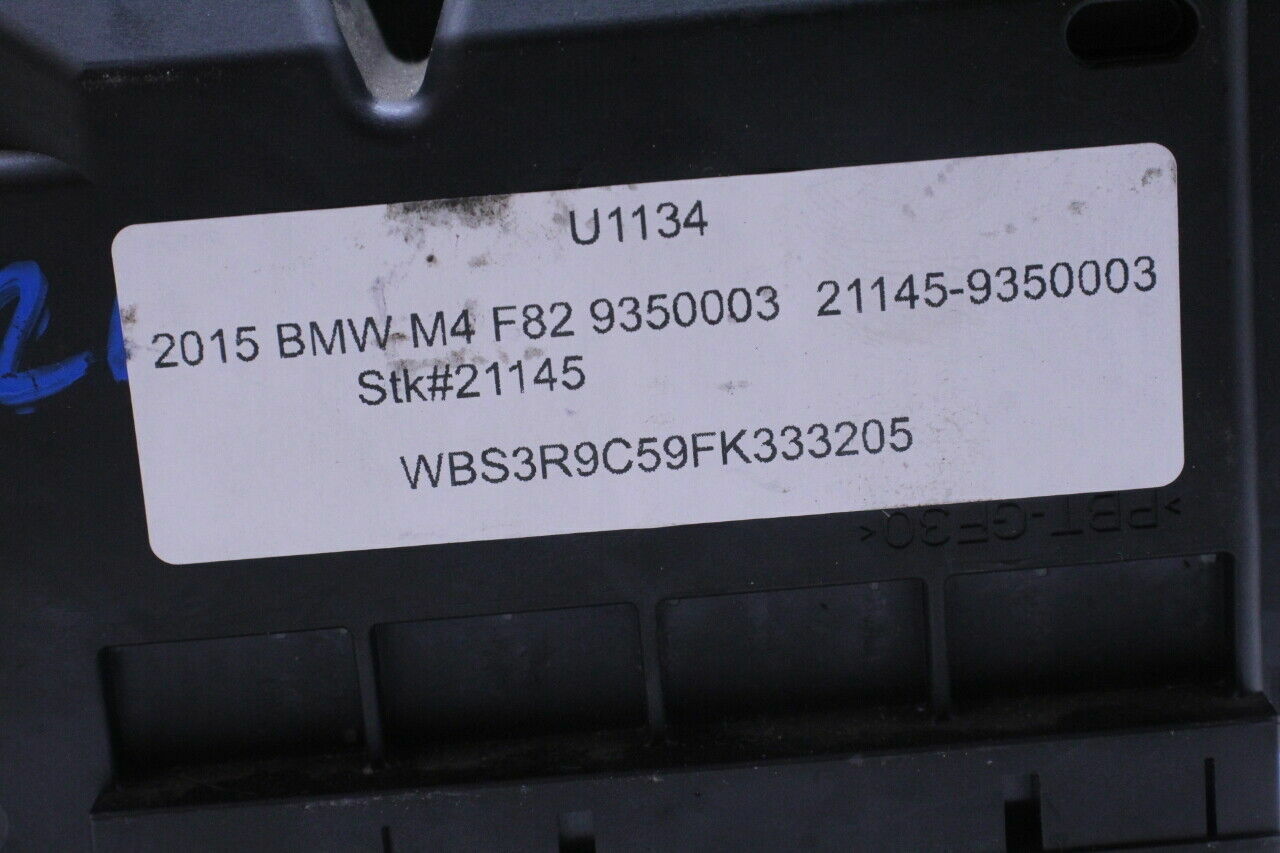 U1134
2015 BMW M4 F82 9350003 21145-9350003
Stk#21145
WBS3R9C59FK333205
>PBT-GF30<